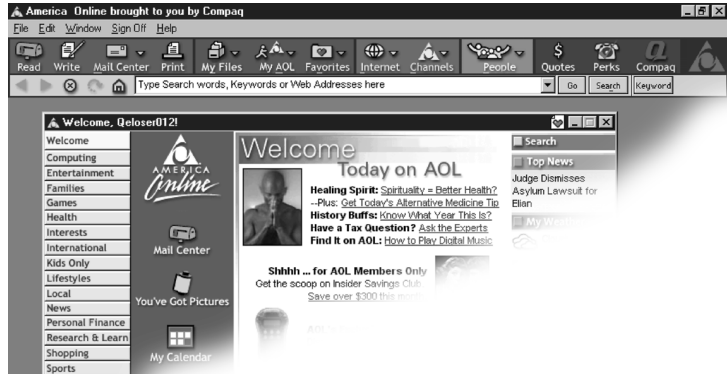 America Online brought to you by Compaq
File Edit Window Sign Off Help
Read Write Mail Center Print My Files My AOL Favorites Internet Channels People Quotes Perks Compaq
Type Search words, Keywords or Web Addresses here Go Search Keyword
Welcome, Qeloser012!
Welcome
Computing
Entertainment
Families
Games
Health
Interests
International
Kids Only
Lifestyles
Local
News
Personal Finance
Research & Learn
Shopping
Sports
AMERICA
Online
Mail Center
You've Got Pictures
My Calendar
Welcome
Today on AOL
Healing Spirit: Spirituality = Better Health?
--Plus: Get Today's Alternative Medicine Tip
History Buffs: Know What Year This Is?
Have a Tax Question? Ask the Experts
Find It on AOL: How to Play Digital Music
Shhhh ... for AOL Members Only
Get the scoop on Insider Savings Club.
Save over $300 this month
Search
Top News
Judge Dismisses
Asylum Lawsuit for
Elian
My